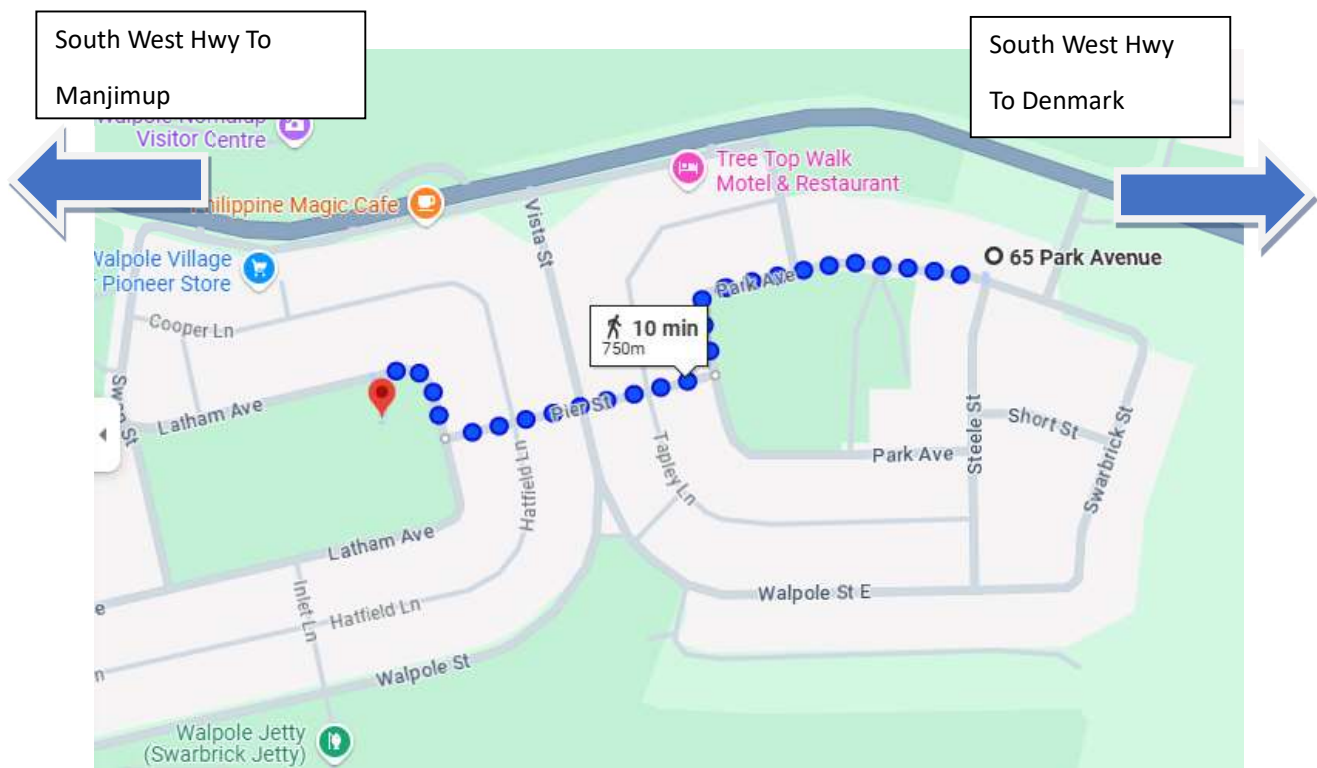 South West Hwy To
Manjimup
South West Hwy
To Denmark
Visitor Centre
Tree Top Walk
Motel & Restaurant
Philippine Magic Cafe
Vista St
65 Park Avenue
Walpole Village
Pioneer Store
Park Ave
Cooper Ln
10 min
750m
Swan St
Latham Ave
Pier St
Short St
Steele St
Swarbrick St
Park Ave
Tapley Ln
Hatfield Ln
Latham Ave
Inlet Ln
Hatfield Ln
Walpole St E
Walpole St
Walpole Jetty
(Swarbrick Jetty)